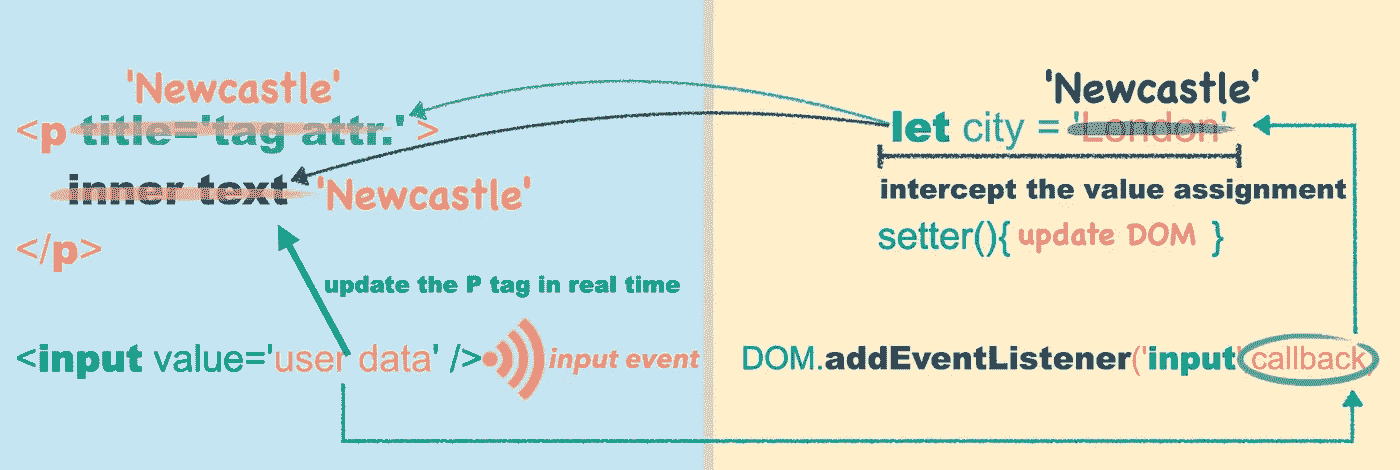 'Newcastle'
<p title='tag attr.' >
inner text 'Newcastle'
</p>
update the P tag in real time
<input value='user data' /> input event
'Newcastle'
let city = 'London'
intercept the value assignment
setter(){ update DOM }
DOM.addEventListener('input' callback)